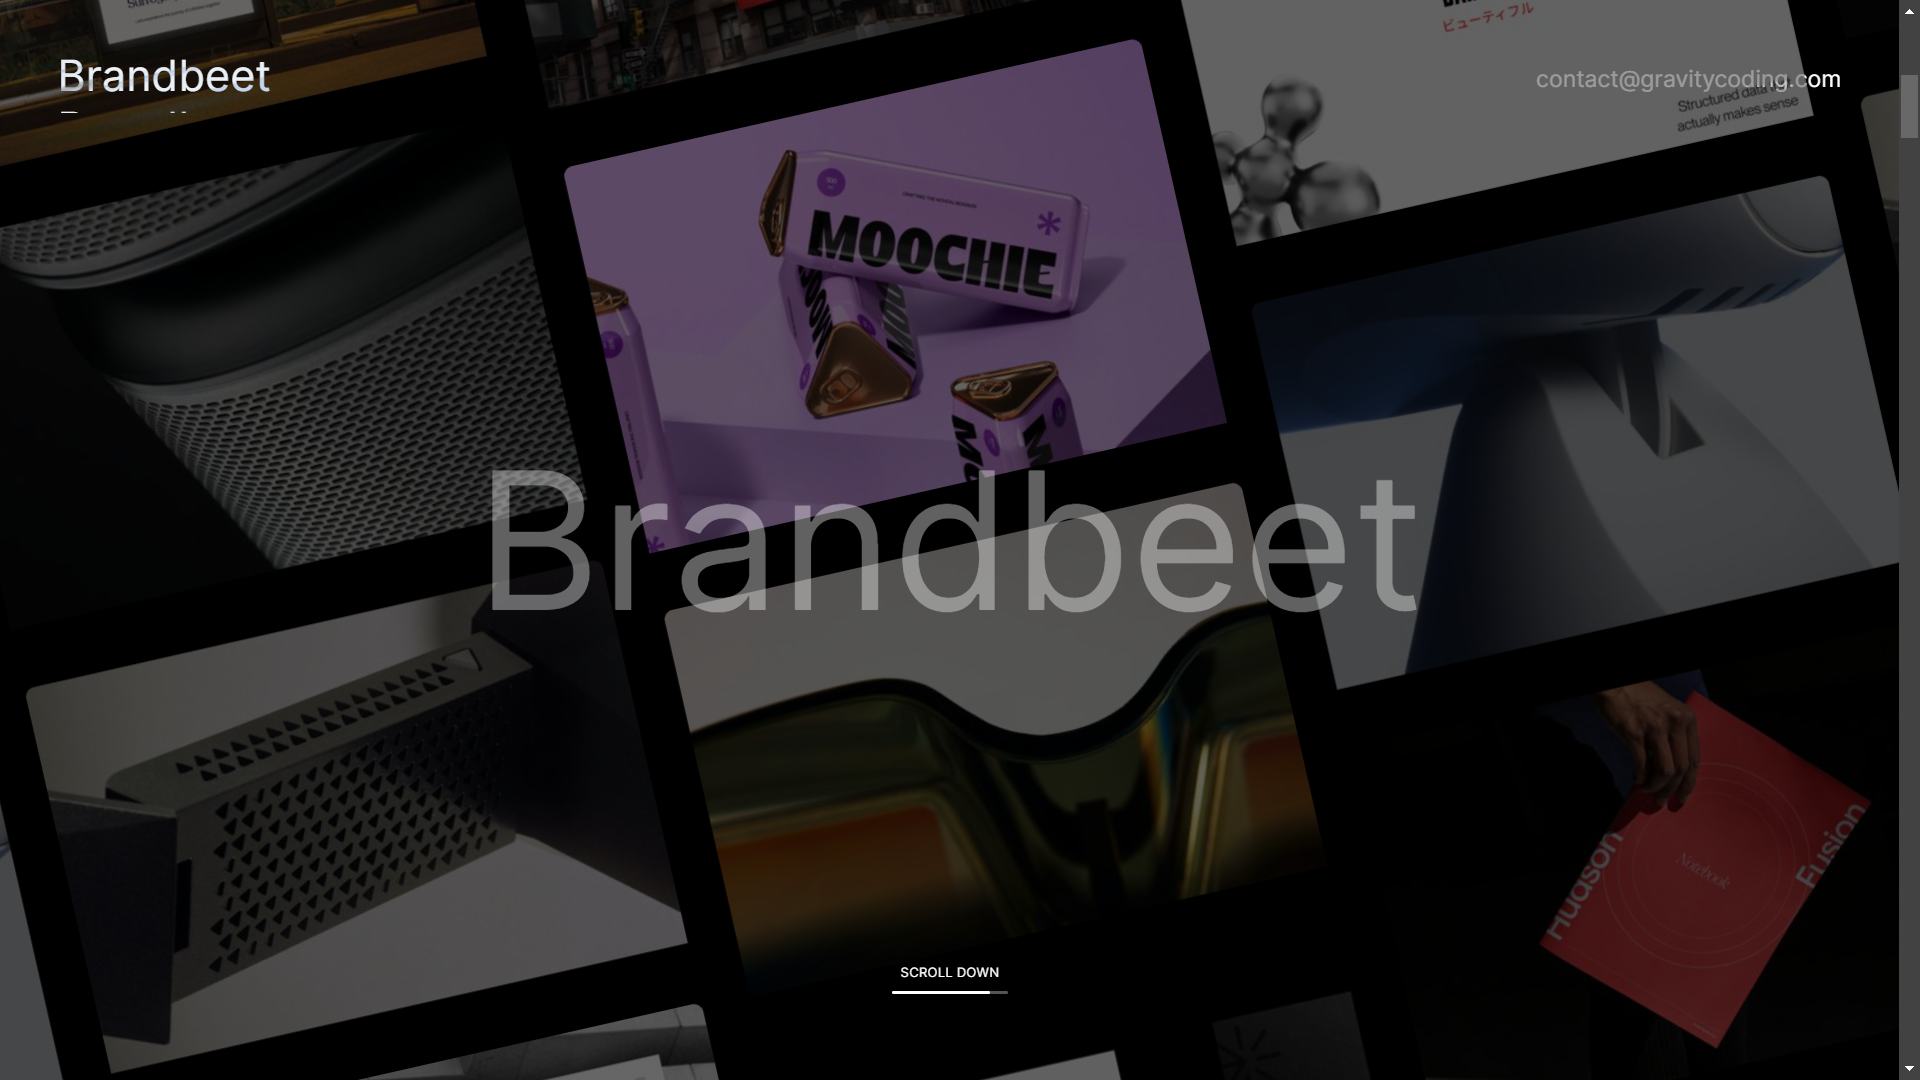 Brandbeet
contact@gravitycoding.com
ビューティフル
Structured data that
actually makes sense
MOOCHIE
Brandbeet
Hudson
Notebook
Fusion
SCROLL DOWN